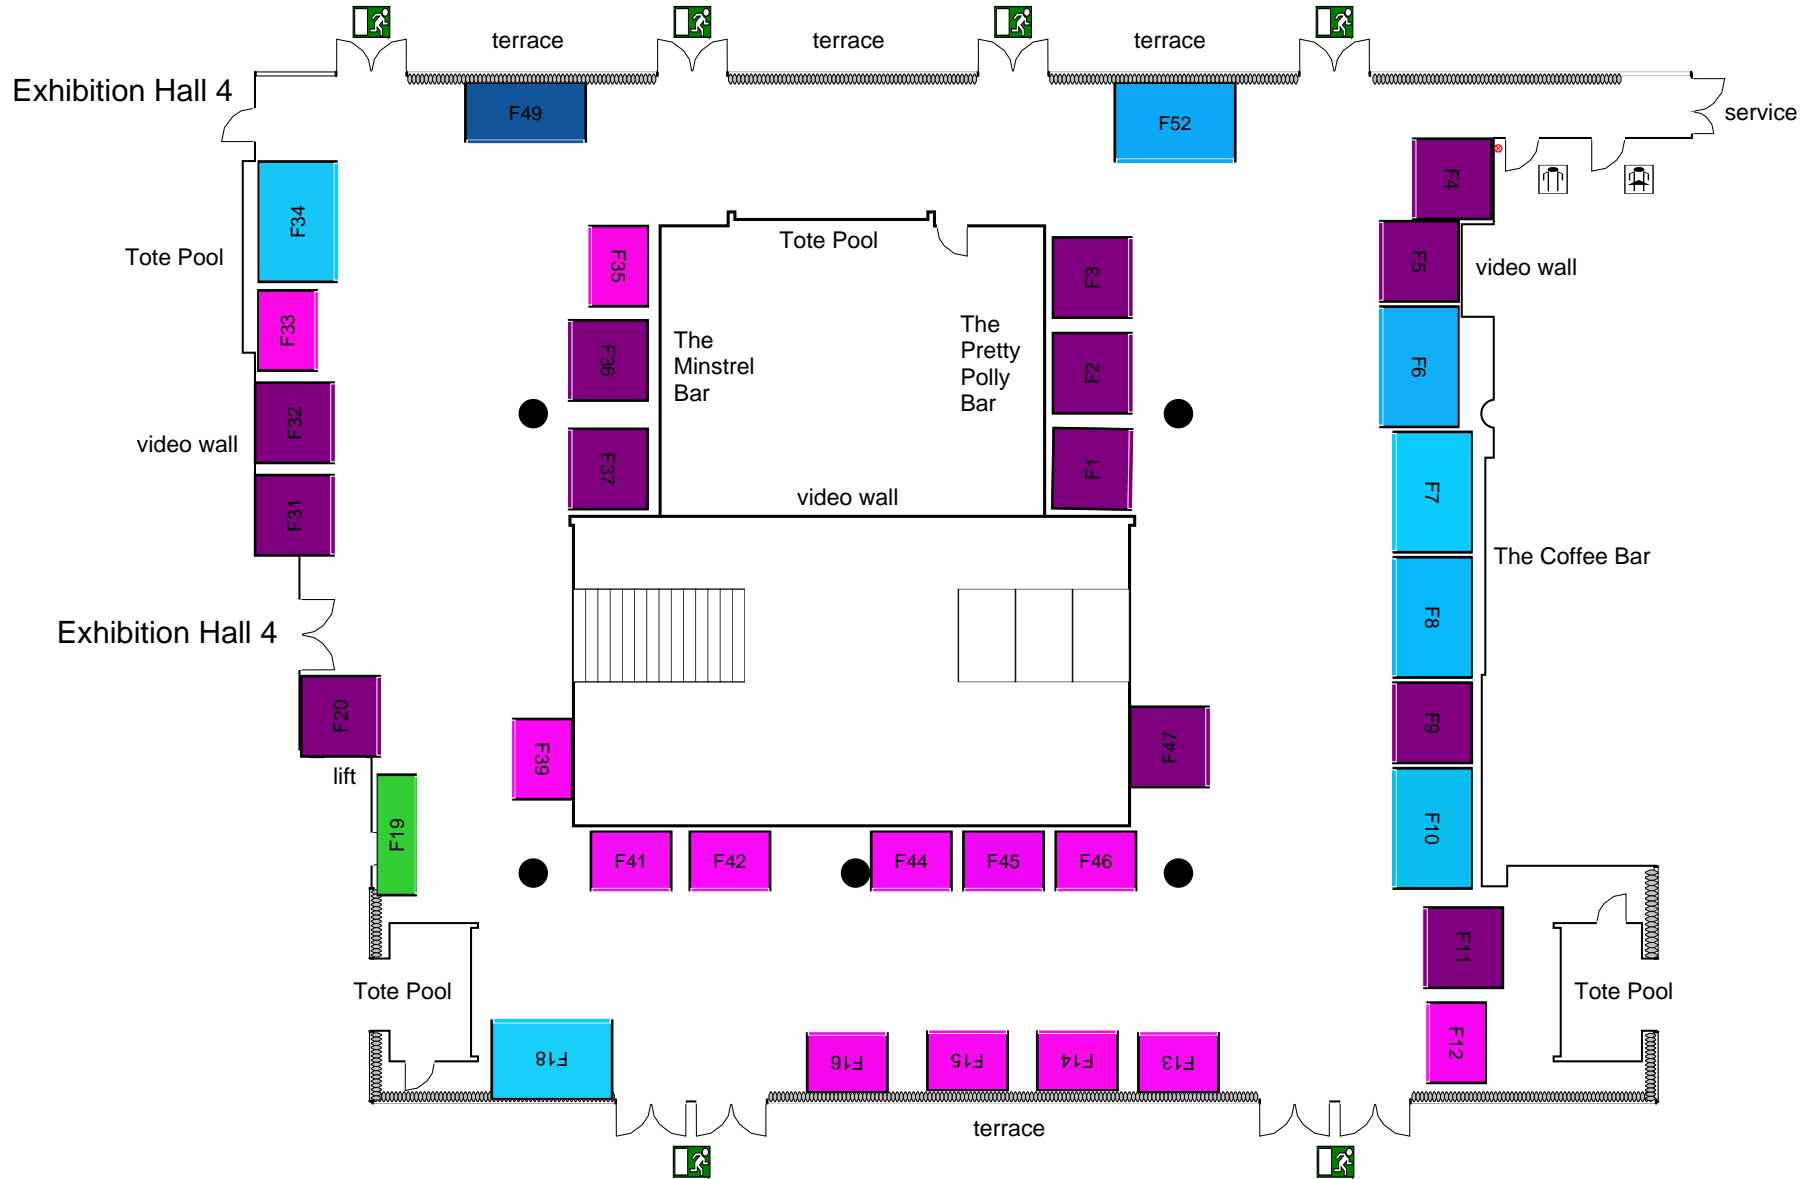 terrace
terrace
terrace
Exhibition Hall 4
service
F49
F52
F4
F34
Tote Pool
Tote Pool
F35
F3
F5
video wall
F33
The
Minstrel
Bar
The
Pretty
Polly
Bar
F36
F2
F6
F32
video wall
F37
F1
F31
video wall
F7
The Coffee Bar
Exhibition Hall 4
F8
F20
F39
F47
F9
lift
F19
F41
F42
F44
F45
F46
F10
F11
Tote Pool
Tote Pool
F12
F18
F16
F15
F14
F13
terrace